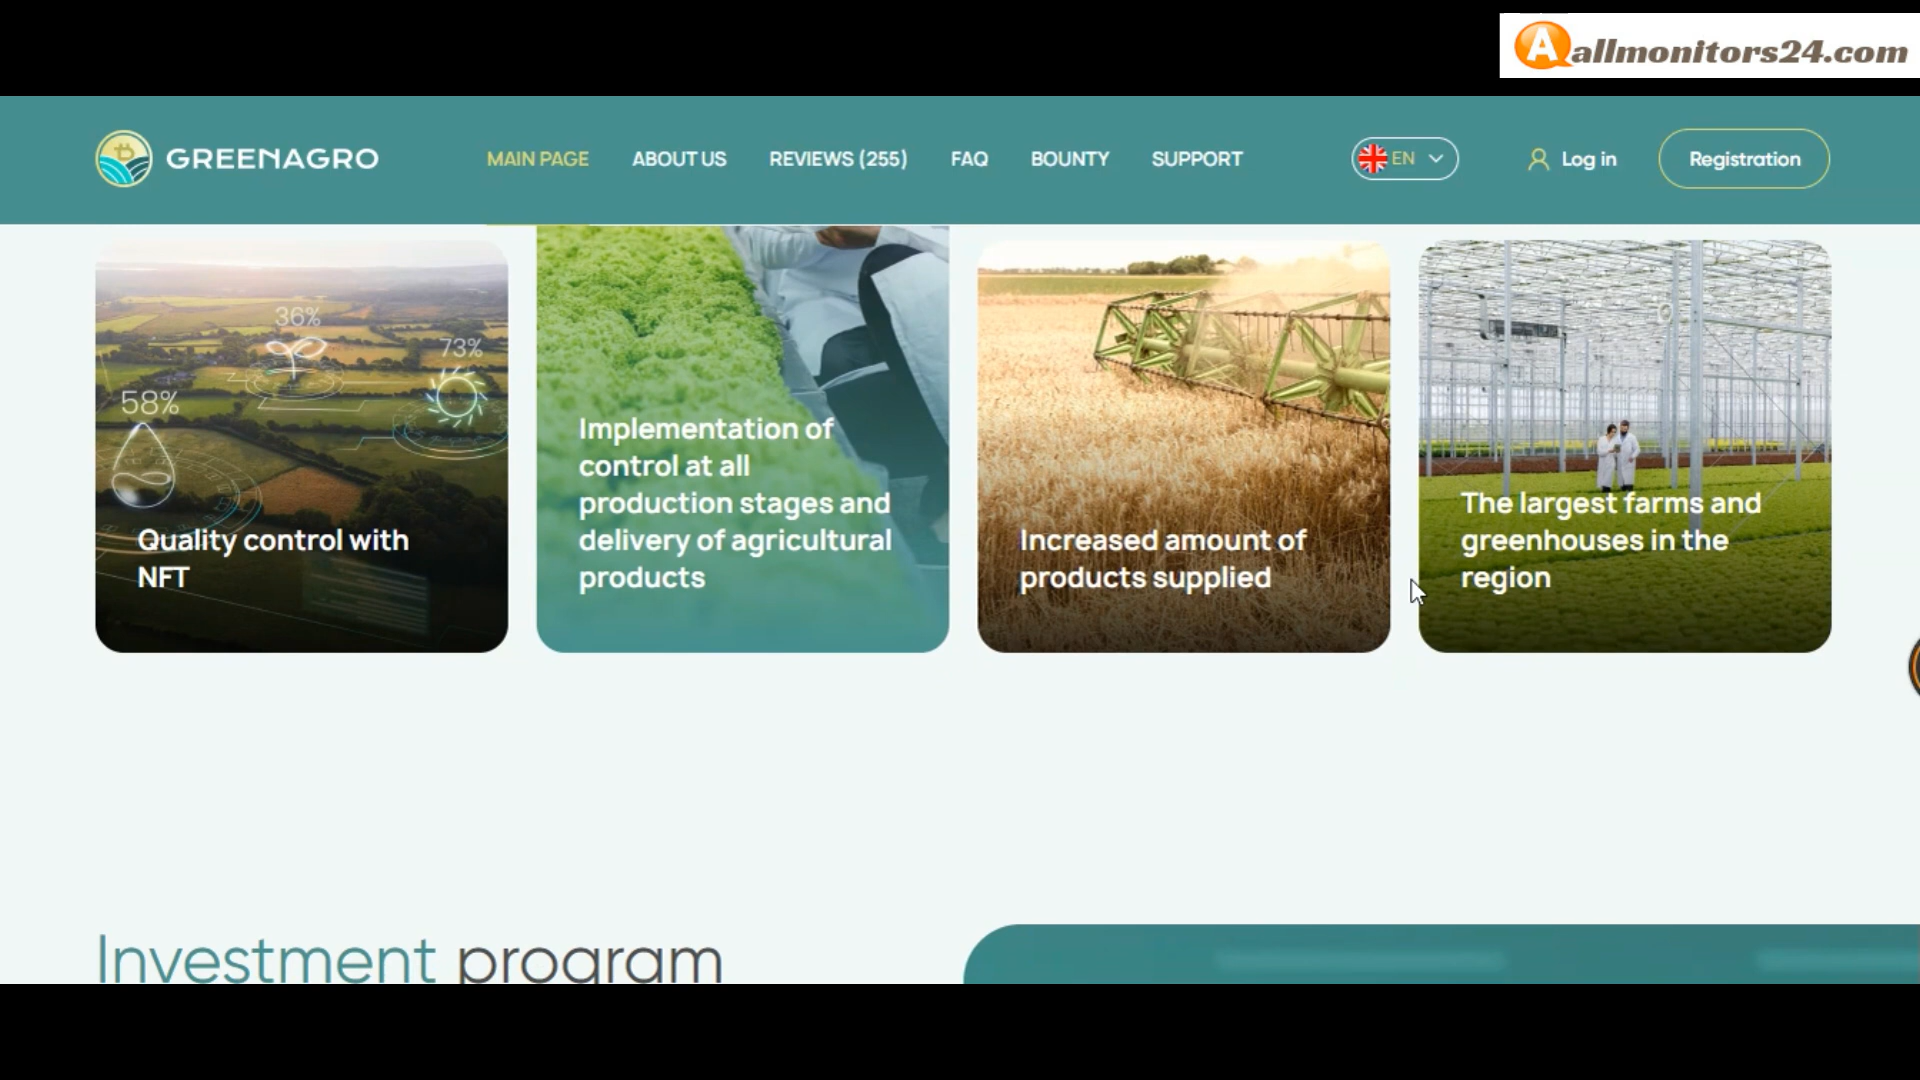 Aallmonitors24.com
GREENAGRO
MAIN PAGE
ABOUT US
REVIEWS (255)
FAQ
BOUNTY
SUPPORT
EN
Log in
Registration
36%
73%
58%
Quality control with
NFT
Implementation of
control at all
production stages and
delivery of agricultural
products
Increased amount of
products supplied
The largest farms and
greenhouses in the
region
Investment program